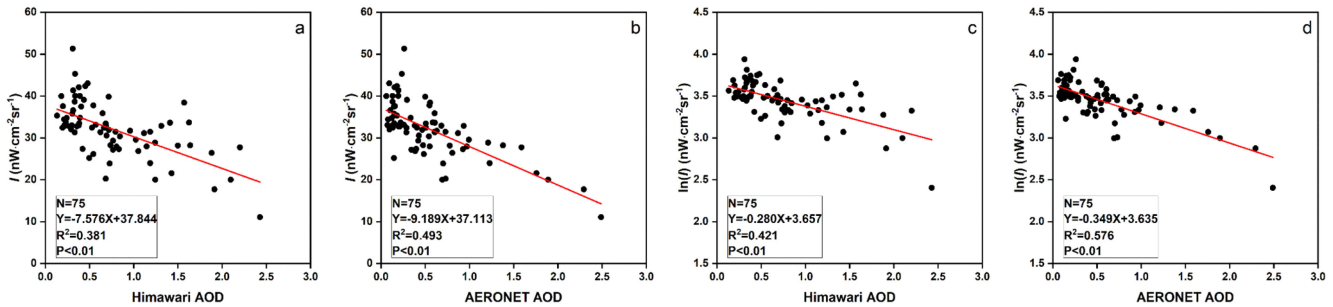 a
60
50
40
30
20
10
0
I (nW·cm⁻²sr⁻¹)
N=75
Y=-7.576X+37.844
R²=0.381
P<0.01
0.0 0.5 1.0 1.5 2.0 2.5 3.0
Himawari AOD
b
60
50
40
30
20
10
0
I (nW·cm⁻²sr⁻¹)
N=75
Y=-9.189X+37.113
R²=0.493
P<0.01
0.0 0.5 1.0 1.5 2.0 2.5 3.0
AERONET AOD
c
4.5
4.0
3.5
3.0
2.5
2.0
1.5
ln(I) (nW·cm⁻²sr⁻¹)
N=75
Y=-0.280X+3.657
R²=0.421
P<0.01
0.0 0.5 1.0 1.5 2.0 2.5 3.0
Himawari AOD
d
4.5
4.0
3.5
3.0
2.5
2.0
1.5
ln(I) (nW·cm⁻²sr⁻¹)
N=75
Y=-0.349X+3.635
R²=0.576
P<0.01
0.0 0.5 1.0 1.5 2.0 2.5 3.0
AERONET AOD